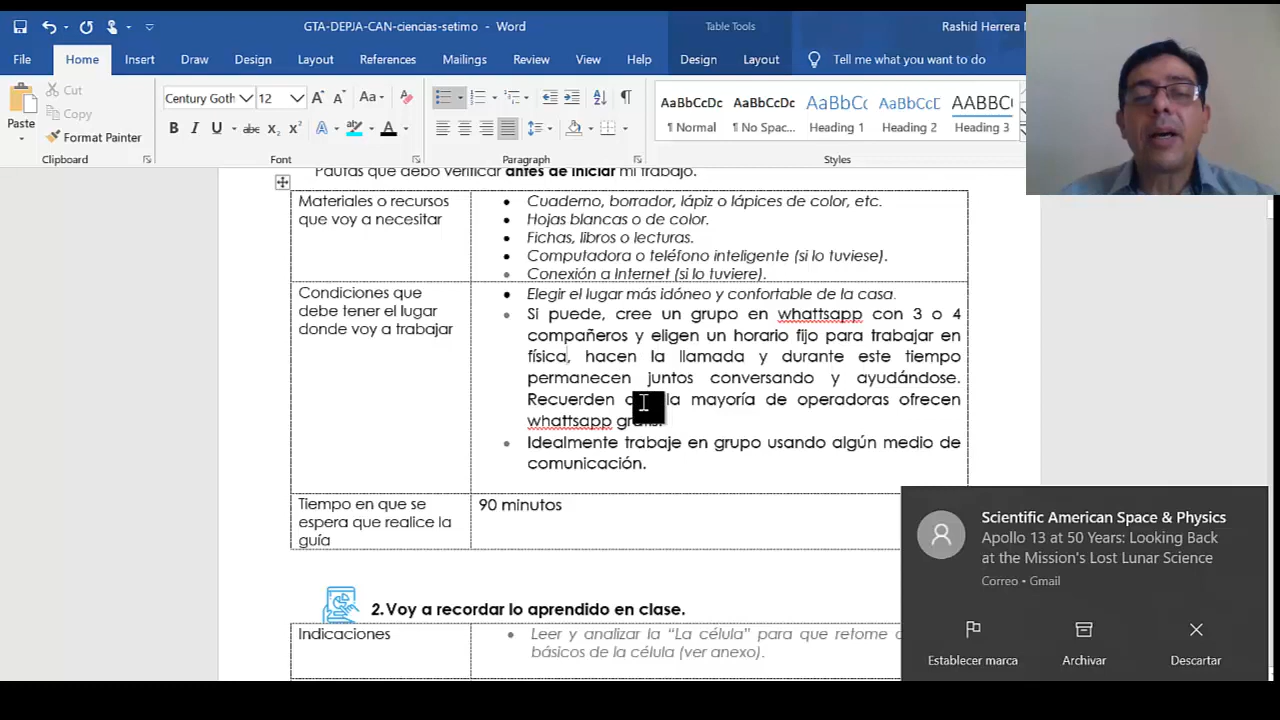 GTA-DEPJA-CAN-ciencias-setimo - Word
Table Tools
Rashid Herrera
File Home Insert Draw Design Layout References Mailings Review View Help Design Layout Tell me what you want to do
Paste
Cut
Copy
Format Painter
Clipboard
Century Goth 12
Font
Paragraph
AaBbCcDc AaBbCcDc AaBbCc AaBbCcD AABBC
¶ Normal ¶ No Spac... Heading 1 Heading 2 Heading 3
Styles
Pautas que debo verificar antes de iniciar mi trabajo.
Materiales o recursos
que voy a necesitar
• Cuaderno, borrador, lápiz o lápices de color, etc.
• Hojas blancas o de color.
• Fichas, libros o lecturas.
• Computadora o teléfono inteligente (si lo tuviese).
• Conexión a Internet (si lo tuviere).
Condiciones que
debe tener el lugar
donde voy a trabajar
• Elegir el lugar más idóneo y confortable de la casa.
• Si puede, cree un grupo en whattsapp con 3 o 4
compañeros y eligen un horario fijo para trabajar en
física, hacen la llamada y durante este tiempo
permanecen juntos conversando y ayudándose.
Recuerden la mayoría de operadoras ofrecen
whattsapp gratis.
• Idealmente trabaje en grupo usando algún medio de
comunicación.
Tiempo en que se
espera que realice la
guía
90 minutos
2. Voy a recordar lo aprendido en clase.
Indicaciones
• Leer y analizar la “La célula” para que retome
básicos de la célula (ver anexo).
Scientific American Space & Physics
Apollo 13 at 50 Years: Looking Back
at the Mission's Lost Lunar Science
Correo • Gmail
Establecer marca Archivar Descartar